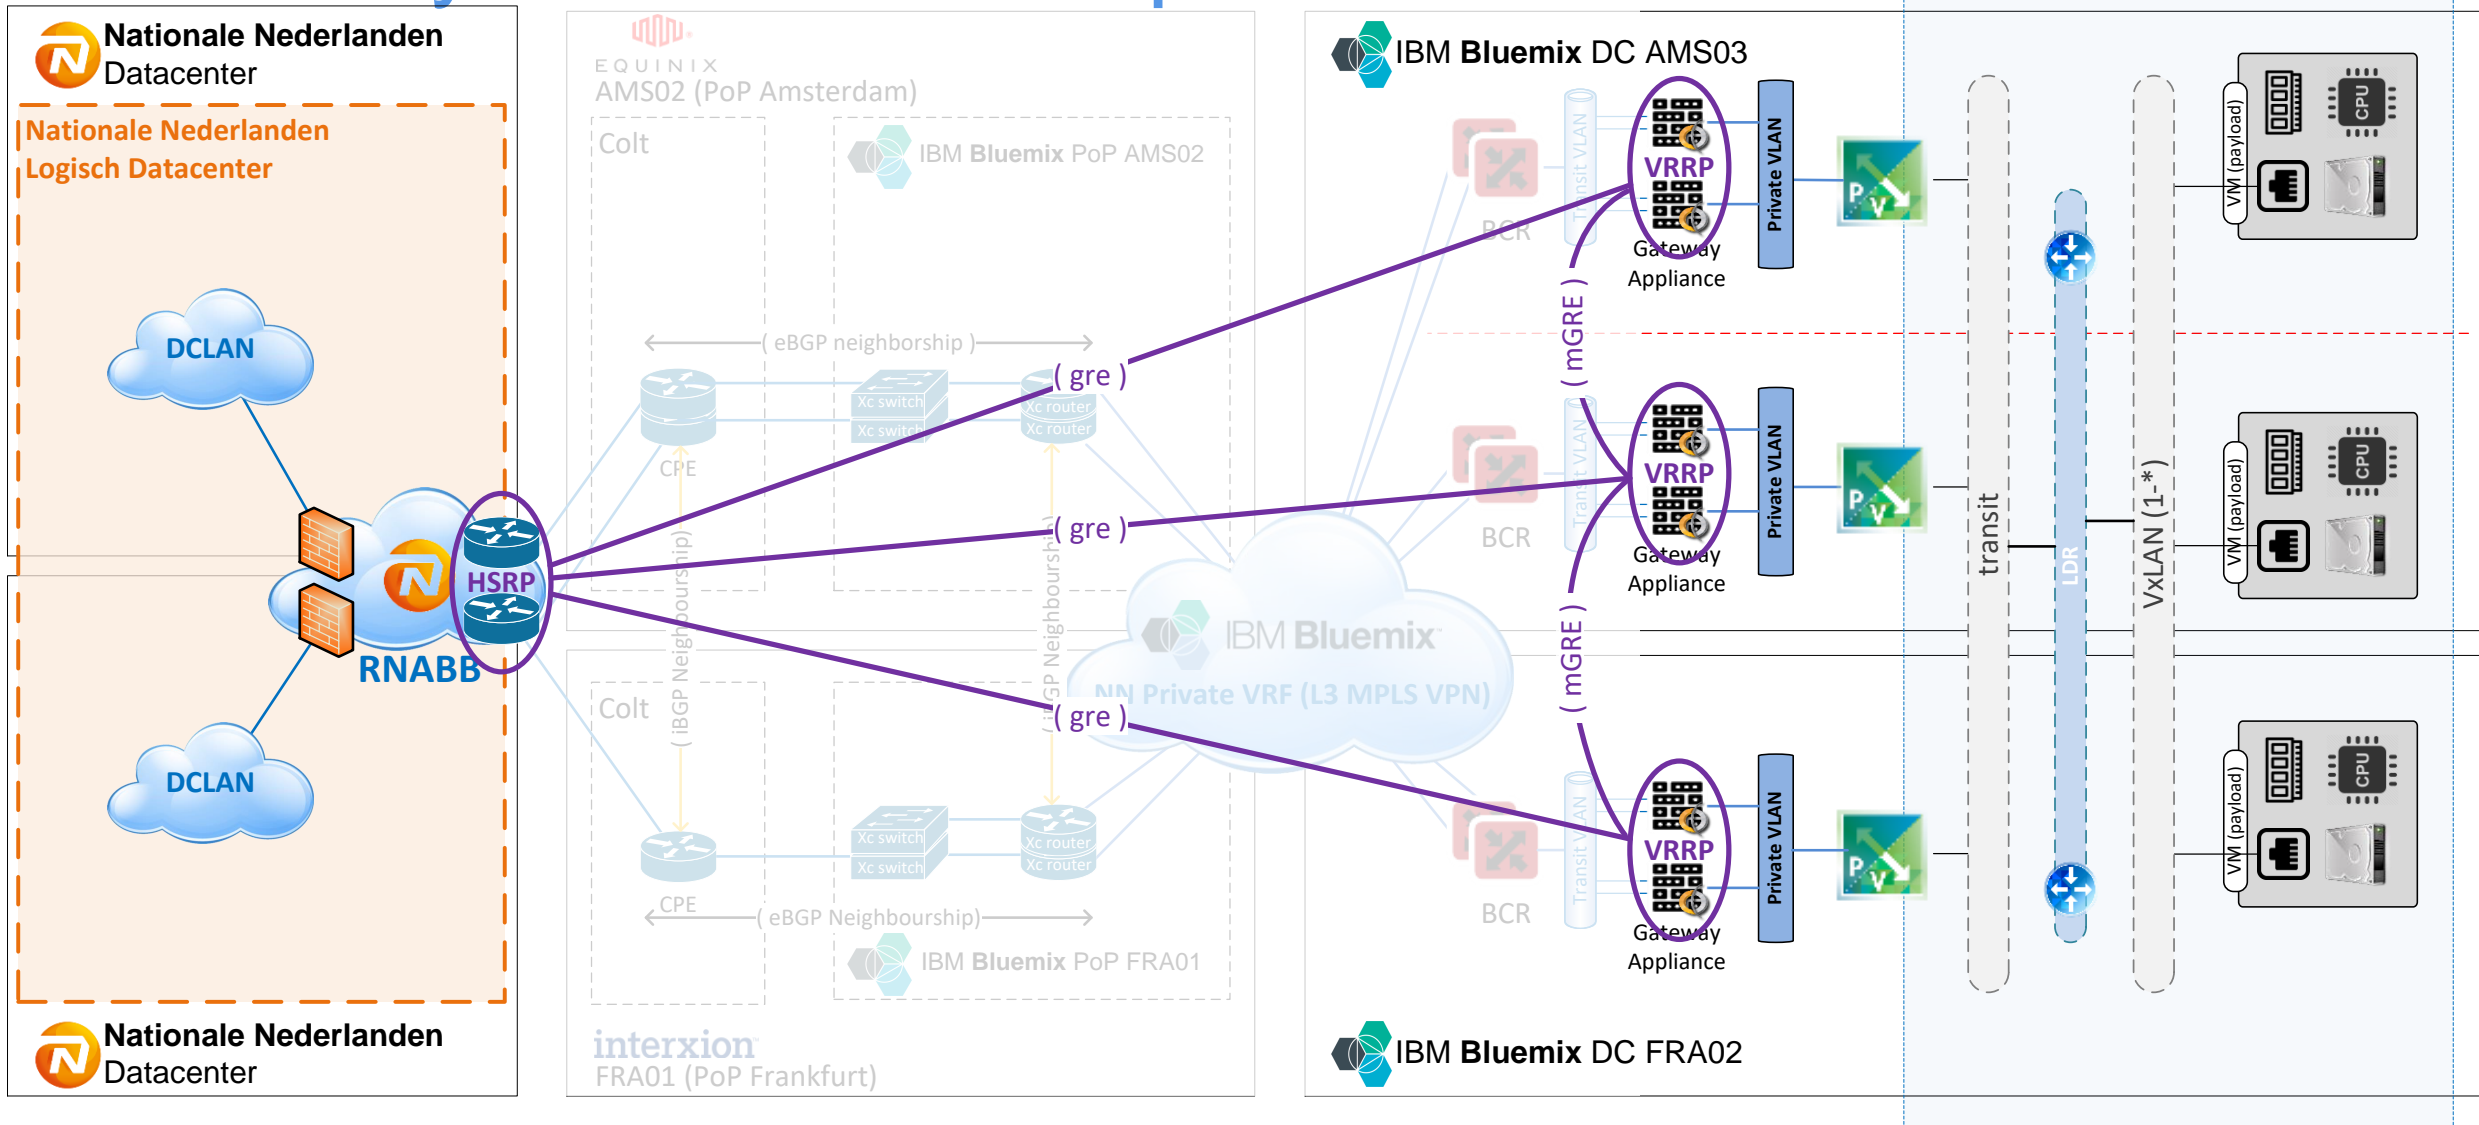 Nationale Nederlanden
Datacenter
Nationale Nederlanden
Logisch Datacenter
DCLAN
HSRP
RNABB
DCLAN
Nationale Nederlanden
Datacenter
EQUINIX
AMS02 (PoP Amsterdam)
Colt
IBM Bluemix PoP AMS02
( eBGP neighborship )
( gre )
Xc switch
Xc switch
Xc router
Xc router
CPE
( gre )
( iBGP Neighbourship)
( iBGP Neighbourship)
Colt
( gre )
Xc switch
Xc switch
Xc router
Xc router
CPE
( eBGP Neighbourship)
IBM Bluemix PoP FRA01
interxion
FRA01 (PoP Frankfurt)
IBM Bluemix
NN Private VRF (L3 MPLS VPN)
IBM Bluemix DC AMS03
BCR
Transit VLAN
VRRP
Gateway
Appliance
Private VLAN
P
V
( mGRE )
BCR
Transit VLAN (
VRRP
Gateway
Appliance
Private VLAN
P
V
( mGRE )
BCR
Transit VLAN (
VRRP
Gateway
Appliance
Private VLAN
P
V
IBM Bluemix DC FRA02
transit
LDR
VxLAN (1-*)
VM (payload)
CPU
VM (payload)
CPU
VM (payload)
CPU